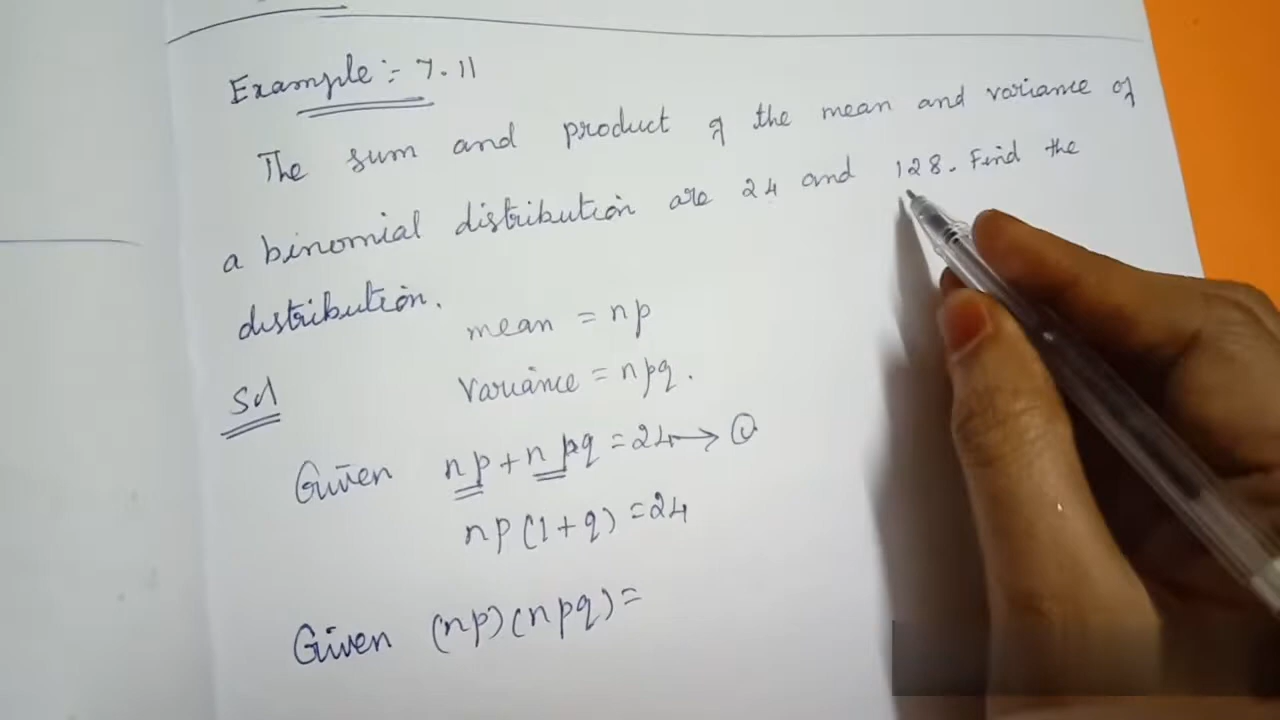 Example:- 7.11
The sum and product of the mean and variance of
a binomial distribution are 24 and 128. Find the
distribution.
mean = np
Sol
Variance = npq.
Given np + npq = 24 → ①
np(1+q) = 24
Given (np)(npq) =